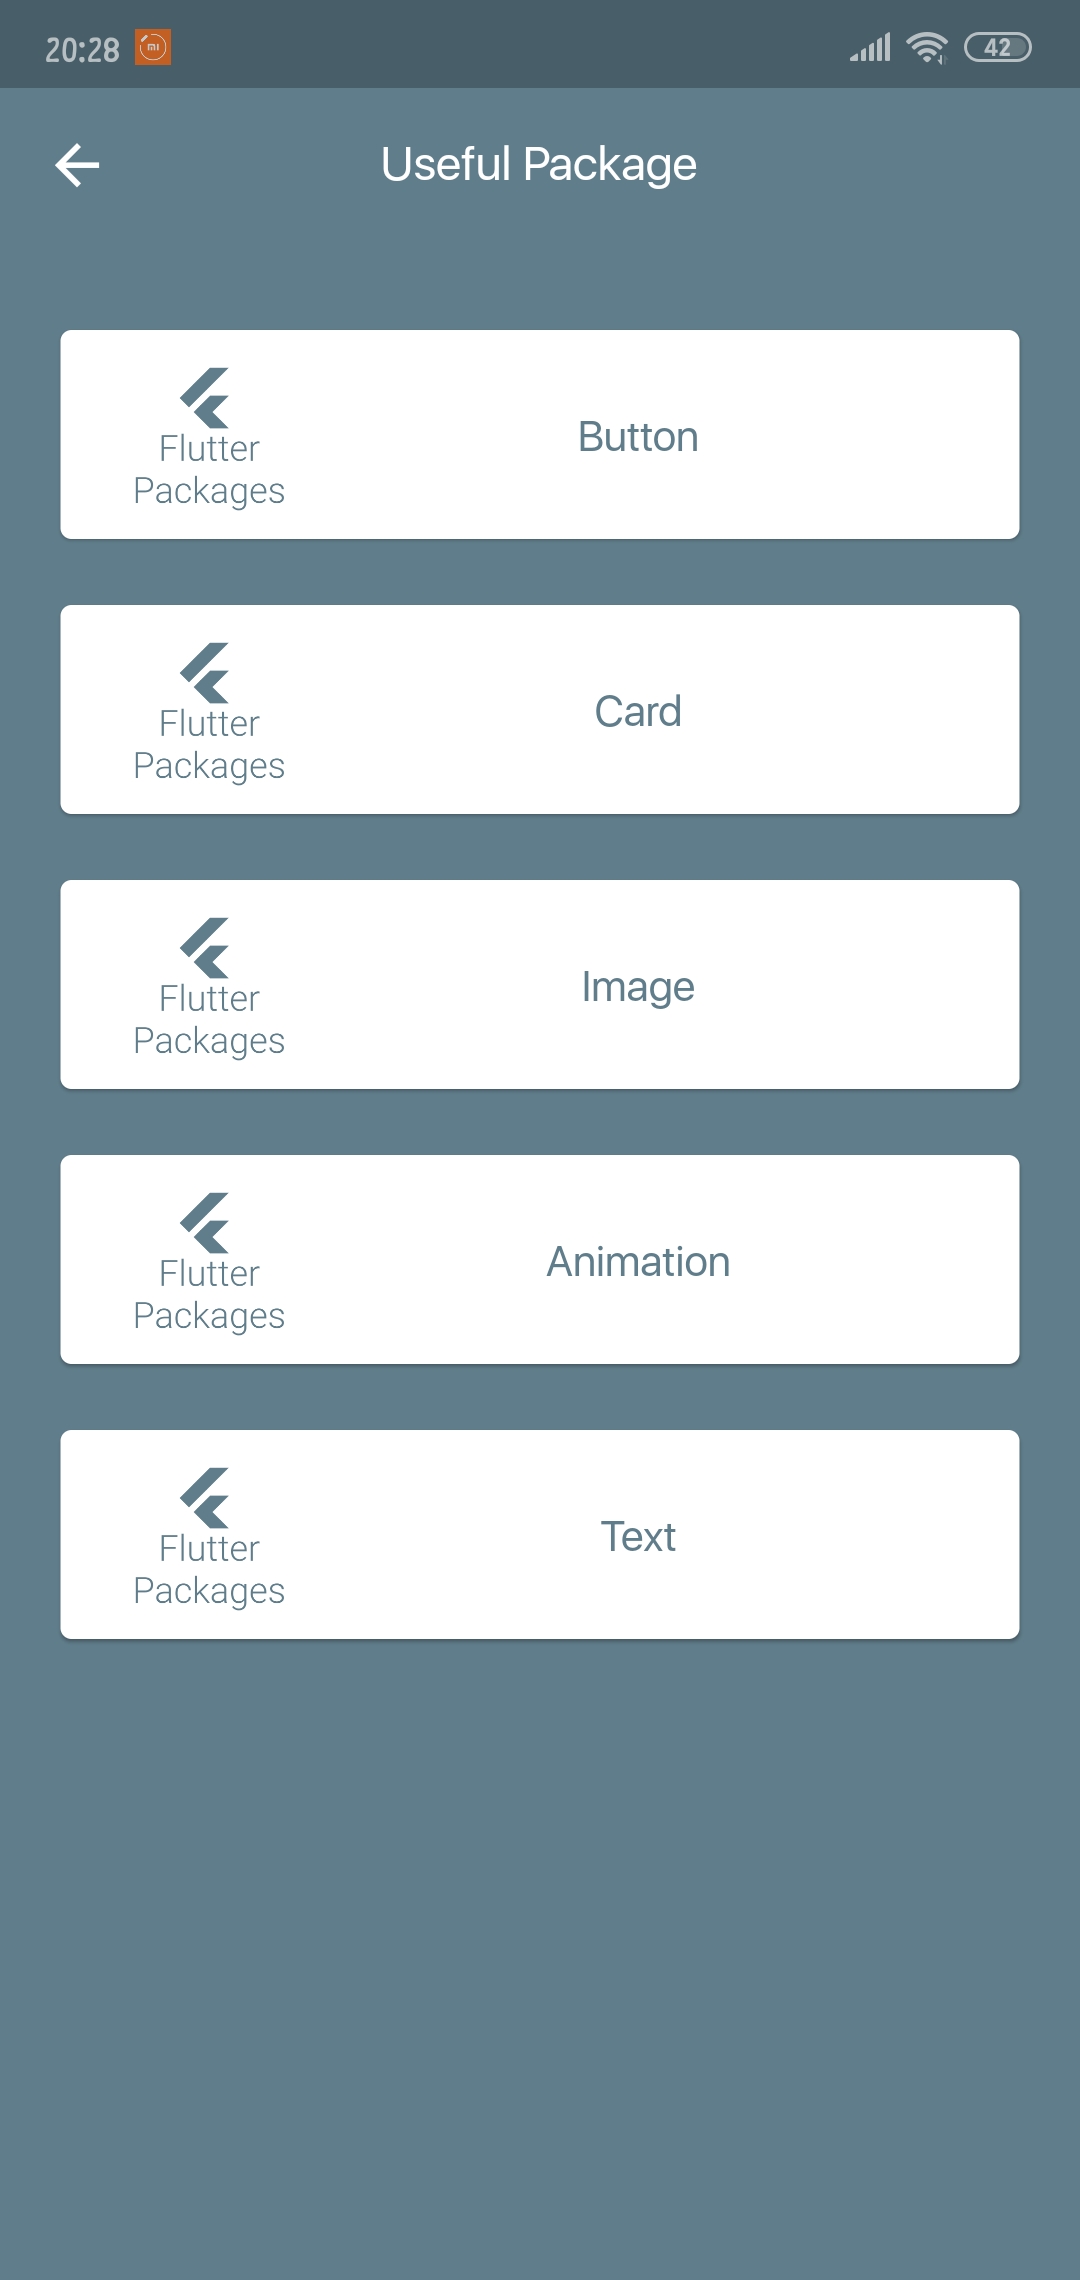 20:28
42
Useful Package
Flutter
Packages
Button
Flutter
Packages
Card
Flutter
Packages
Image
Flutter
Packages
Animation
Flutter
Packages
Text